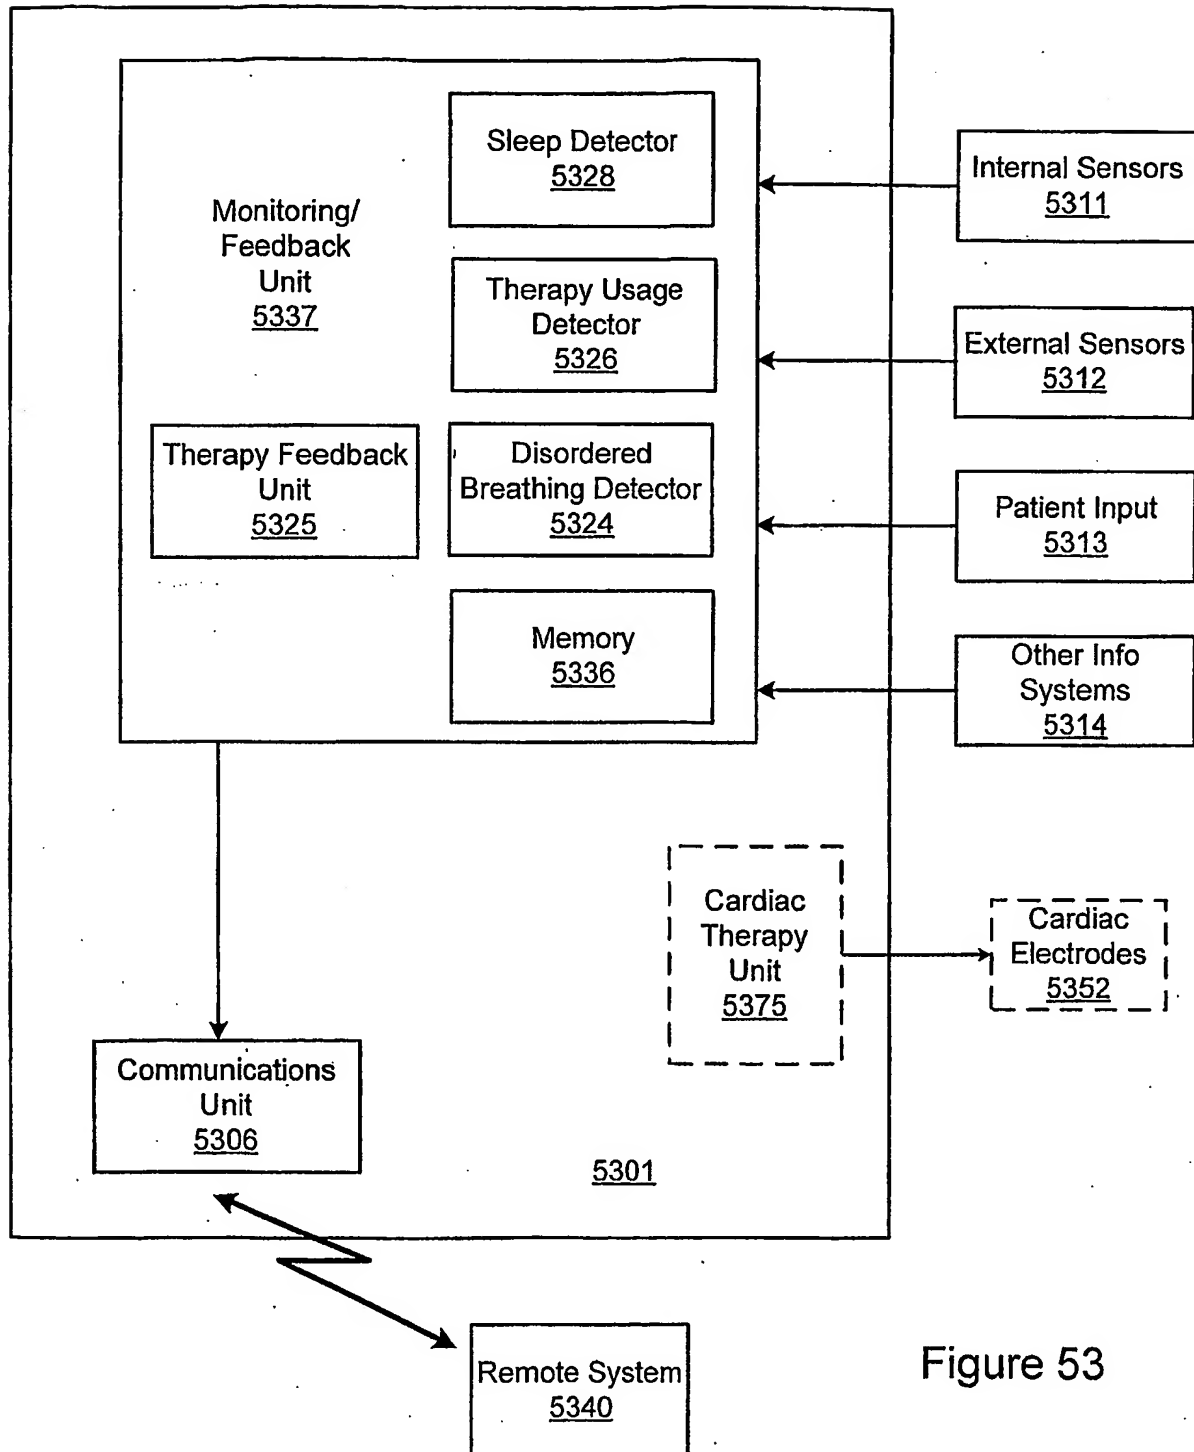 Sleep Detector
5328
Internal Sensors
5311
Monitoring/
Feedback
Unit
5337
Therapy Usage
Detector
5326
External Sensors
5312
Therapy Feedback
Unit
5325
Disordered
Breathing Detector
5324
Patient Input
5313
Memory
5336
Other Info
Systems
5314
Cardiac
Therapy
Unit
5375
Cardiac
Electrodes
5352
Communications
Unit
5306
5301
Remote System
5340
Figure 53